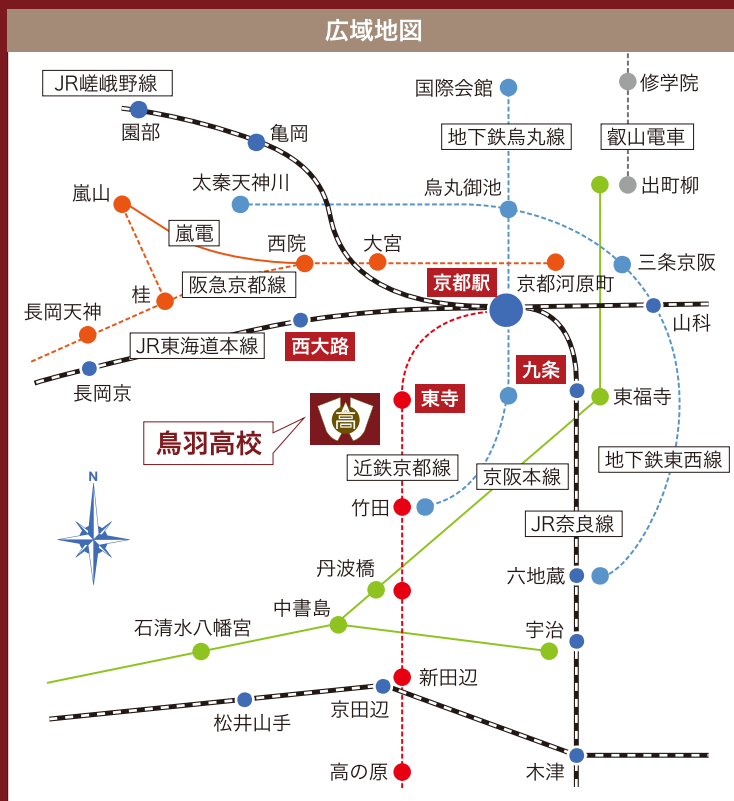 広域地図
JR嵯峨野線
国際会館
修学院
園部
亀岡
地下鉄烏丸線
叡山電車
嵐山
太秦天神川
烏丸御池
出町柳
嵐電
西院
大宮
三条京阪
阪急京都線
京都駅
京都河原町
長岡天神
桂
山科
JR東海道本線
西大路
九条
長岡京
東寺
東福寺
高
鳥羽高校
近鉄京都線
京阪本線
地下鉄東西線
N
竹田
JR奈良線
丹波橋
六地蔵
中書島
石清水八幡宮
宇治
新田辺
京田辺
松井山手
高の原
木津